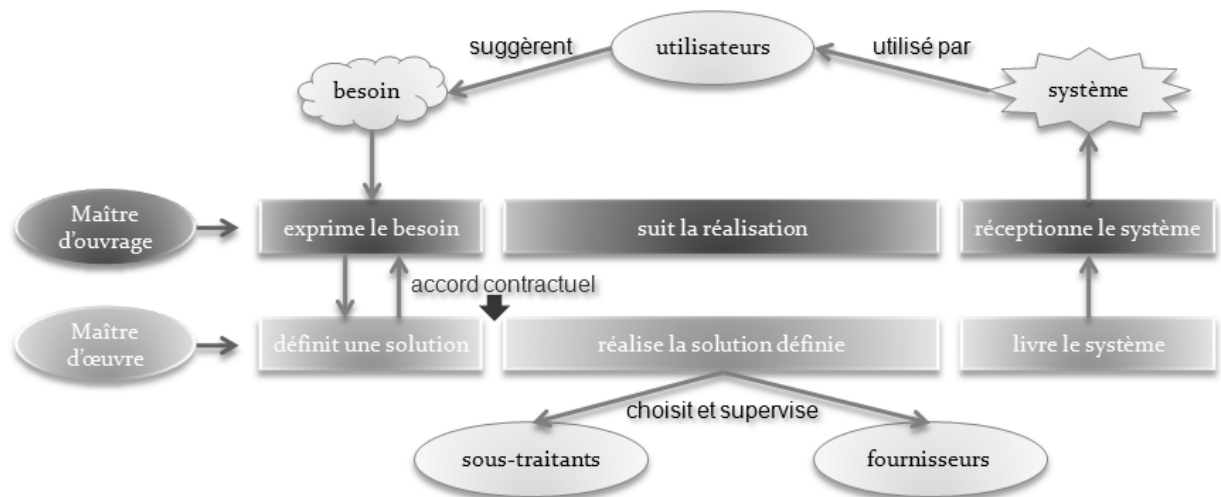 suggèrent
utilisateurs
utilisé par
besoin
système
Maître
d'ouvrage
exprime le besoin
suit la réalisation
réceptionne le système
accord contractuel
Maître
d'œuvre
définit une solution
réalise la solution définie
livre le système
choisit et supervise
sous-traitants
fournisseurs